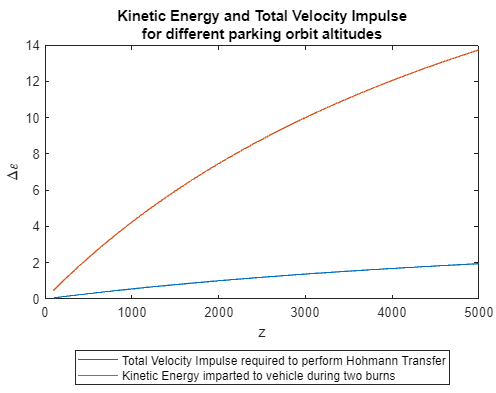 Kinetic Energy and Total Velocity Impulse
for different parking orbit altitudes
14
12
10
8
6
4
2
0
Δε
0 1000 2000 3000 4000 5000
z
Total Velocity Impulse required to perform Hohmann Transfer
Kinetic Energy imparted to vehicle during two burns